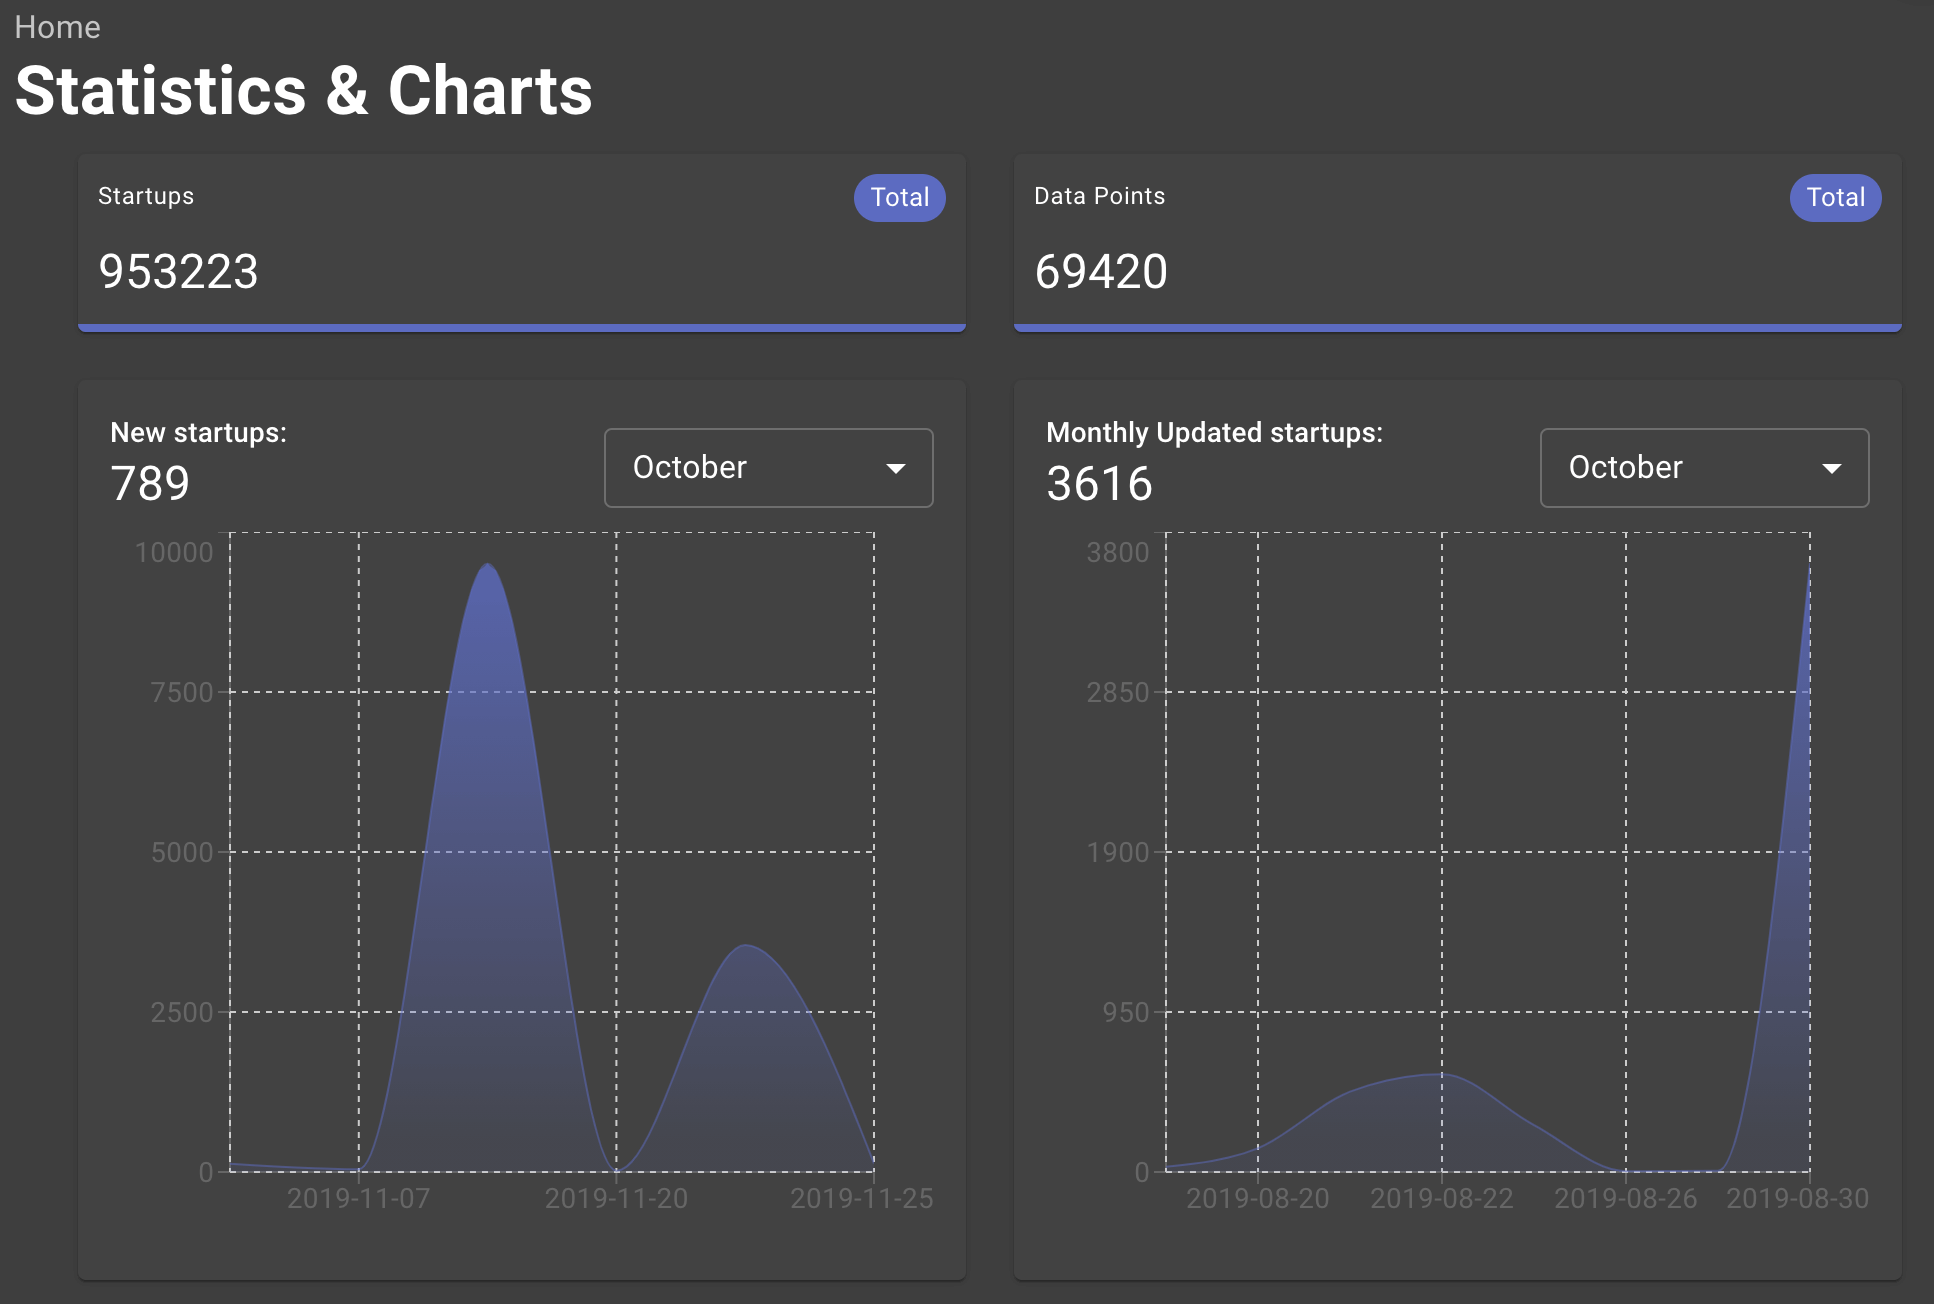 Home
Statistics & Charts
Startups
Total
953223
Data Points
Total
69420
New startups:
789
October
10000
7500
5000
2500
0
2019-11-07
2019-11-20
2019-11-25
Monthly Updated startups:
3616
October
3800
2850
1900
950
0
2019-08-20
2019-08-22
2019-08-26
2019-08-30